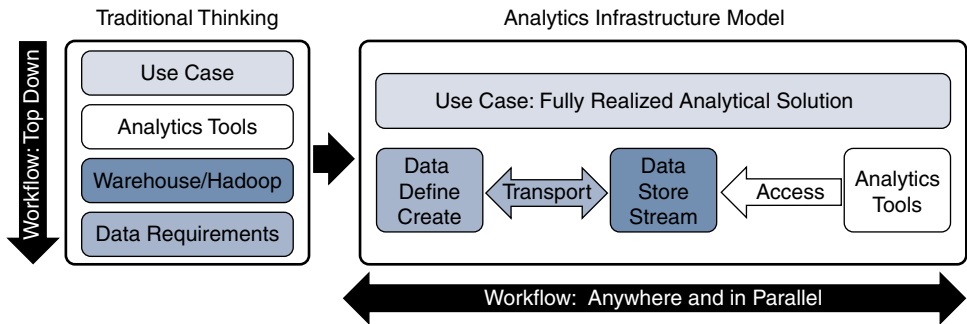 Traditional Thinking
Workflow: Top Down
Use Case
Analytics Tools
Warehouse/Hadoop
Data Requirements
Analytics Infrastructure Model
Use Case: Fully Realized Analytical Solution
Data
Define
Create
Transport
Data
Store
Stream
Access
Analytics
Tools
Workflow: Anywhere and in Parallel